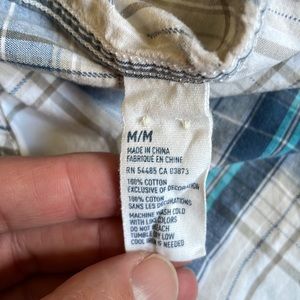 M/M
MADE IN CHINA
FABRIQUÉ EN CHINE
RN 54485 CA 03873
100% COTTON
EXCLUSIVE OF DECORATION
100% COTON
SANS LES DÉCORATIONS
MACHINE WASH COLD
WITH LIKE COLORS
DO NOT BLEACH
TUMBLE DRY LOW
COOL IRON IF NEEDED